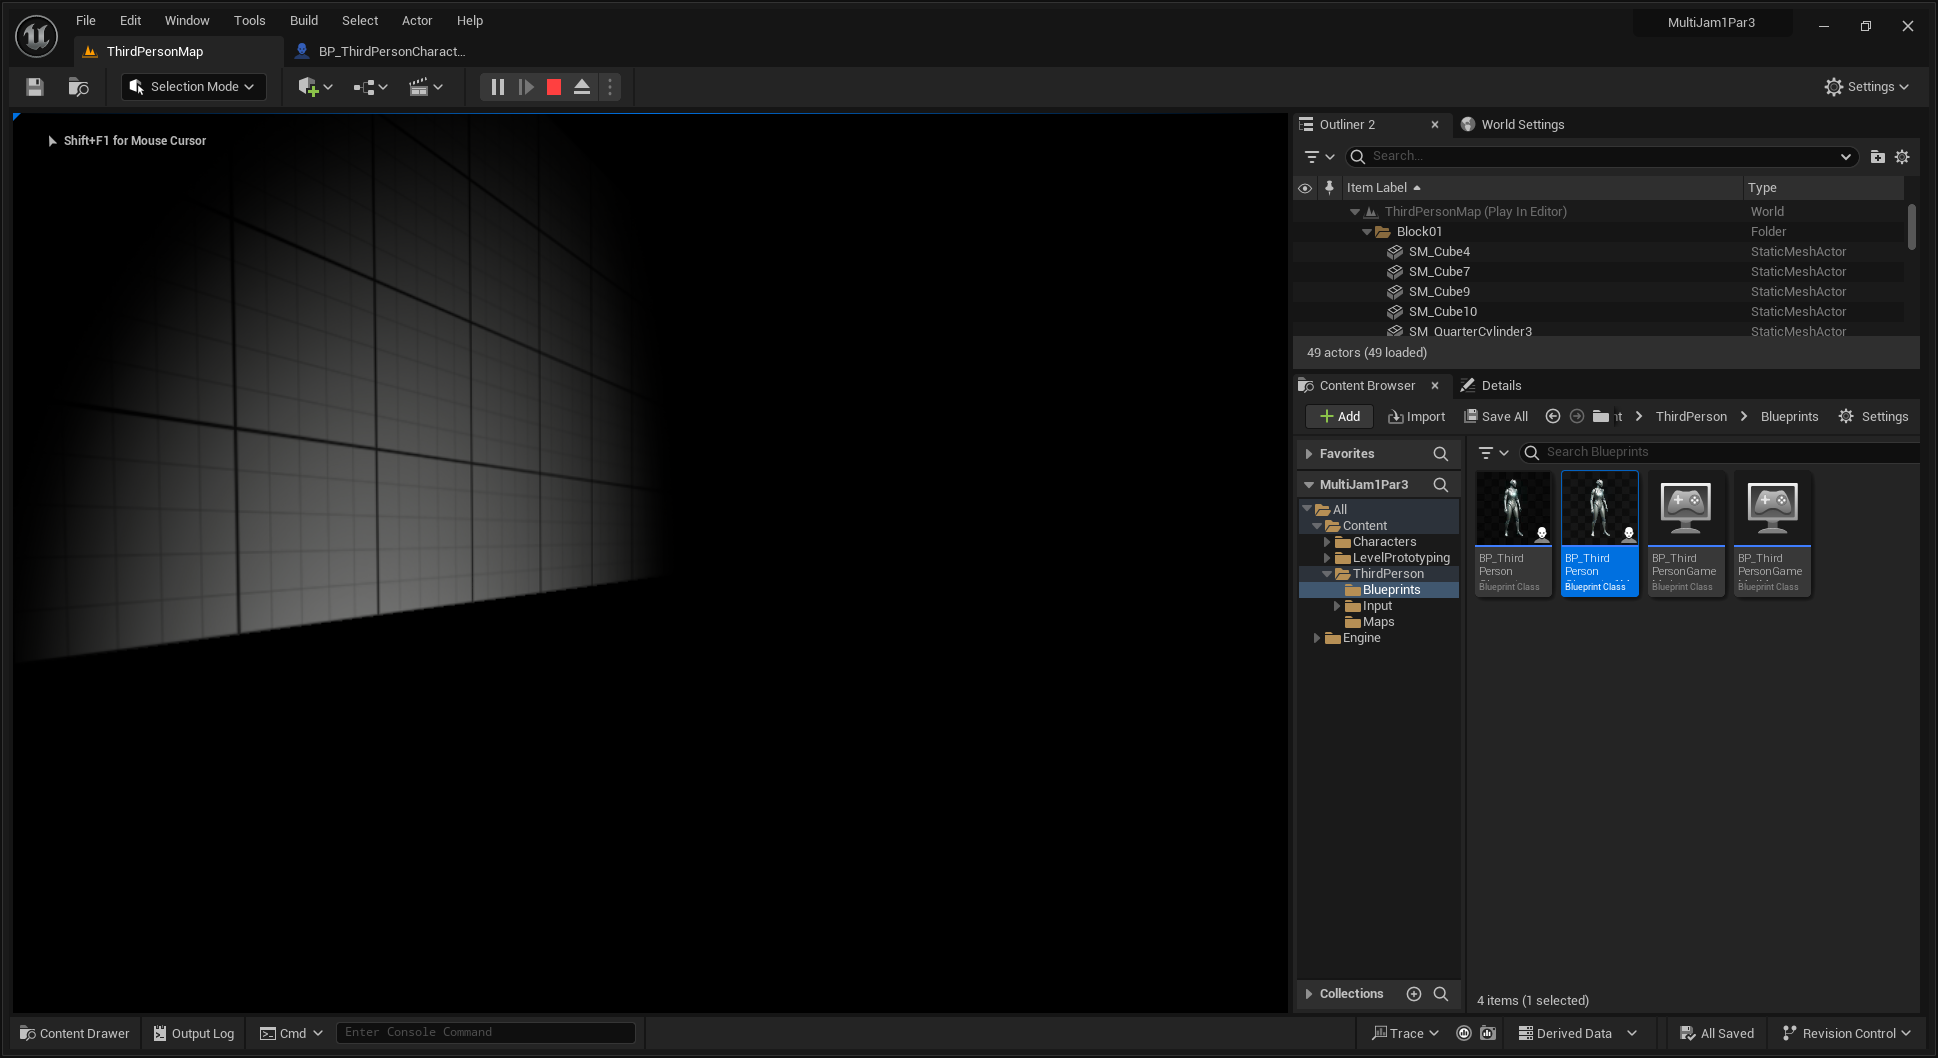 File Edit Window Tools Build Select Actor Help
MultiJam1Par3
ThirdPersonMap
BP_ThirdPersonCharact...
Selection Mode
Settings
Shift+F1 for Mouse Cursor
Outliner 2
World Settings
Search...
Item Label
Type
ThirdPersonMap (Play In Editor)
World
Block01
Folder
SM_Cube4
StaticMeshActor
SM_Cube7
StaticMeshActor
SM_Cube9
StaticMeshActor
SM_Cube10
StaticMeshActor
SM_QuarterCylinder3
StaticMeshActor
49 actors (49 loaded)
Content Browser
Details
Add
Import
Save All
ThirdPerson
Blueprints
Settings
Favorites
Search Blueprints
MultiJam1Par3
All
Content
Characters
LevelPrototyping
ThirdPerson
Blueprints
Input
Maps
Engine
BP_Third
Person
Blueprint Class
BP_Third
Person
Blueprint Class
BP_Third
PersonGame
Blueprint Class
BP_Third
PersonGame
Blueprint Class
Collections
4 items (1 selected)
Content Drawer
Output Log
Cmd
Enter Console Command
Trace
Derived Data
All Saved
Revision Control